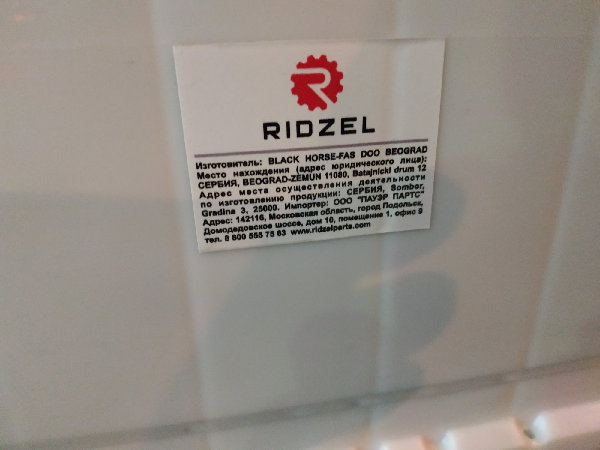 RIDZEL
Изготовитель: BLACK HORSE-FAS DOO BEOGRAD
Место нахождения (адрес юридического лица):
СЕРБИЯ, BEOGRAD-ZEMUN 11080, Batajnicki drum 12
Адрес места осуществления деятельности
по изготовлению продукции: СЕРБИЯ, Sombor,
Gradina 3, 25000. Импортер: ООО "ПАУЭР ПАРТС"
Адрес: 142116, Московская область, город Подольск,
Домодедовское шоссе, дом 10, помещение 1, офис 9
тел. 8 800 555 75 63 www.ridzelparts.com